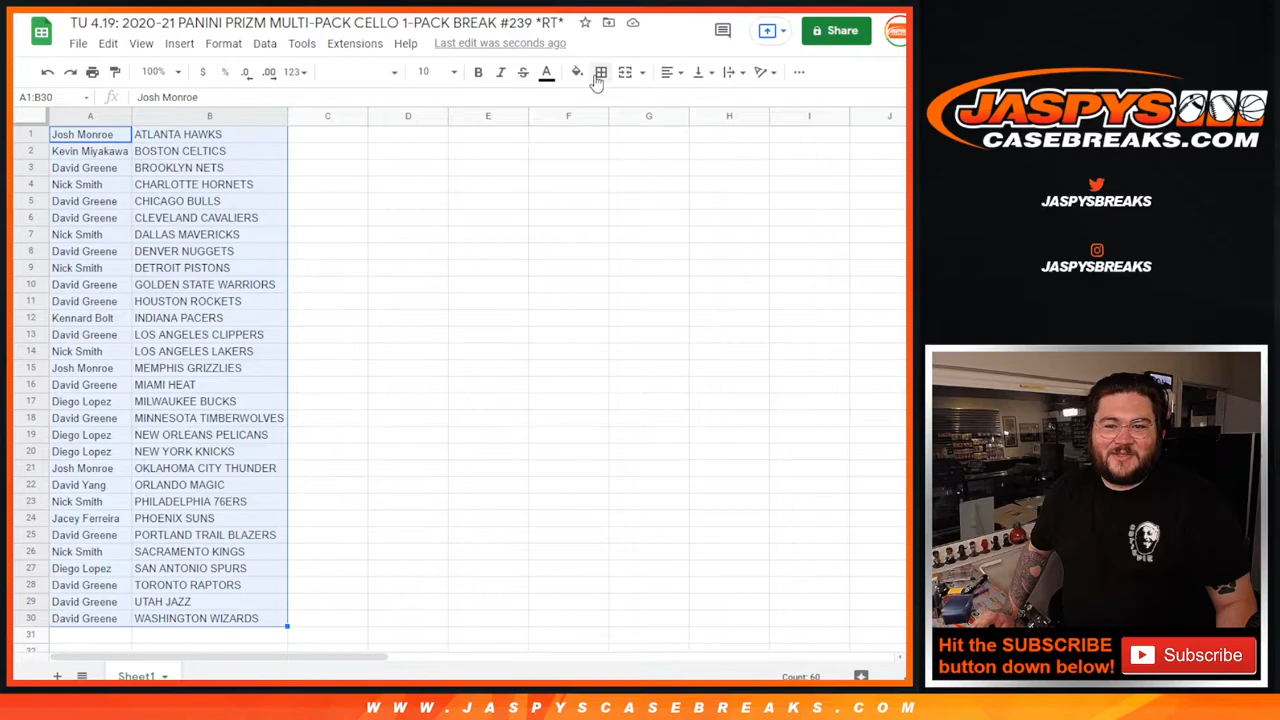 TU 4.19: 2020-21 PANINI PRIZM MULTI-PACK CELLO 1-PACK BREAK #239 *RT*
File Edit View Insert Format Data Tools Extensions Help Last edit was seconds ago
Share
100% $ % .0 .00 123 10 B I S A
A1:B30 fx Josh Monroe
A B C D E F G H I J
1 Josh Monroe ATLANTA HAWKS
2 Kevin Miyakawa BOSTON CELTICS
3 David Greene BROOKLYN NETS
4 Nick Smith CHARLOTTE HORNETS
5 David Greene CHICAGO BULLS
6 David Greene CLEVELAND CAVALIERS
7 Nick Smith DALLAS MAVERICKS
8 David Greene DENVER NUGGETS
9 Nick Smith DETROIT PISTONS
10 David Greene GOLDEN STATE WARRIORS
11 David Greene HOUSTON ROCKETS
12 Kennard Bolt INDIANA PACERS
13 David Greene LOS ANGELES CLIPPERS
14 Nick Smith LOS ANGELES LAKERS
15 Josh Monroe MEMPHIS GRIZZLIES
16 David Greene MIAMI HEAT
17 Diego Lopez MILWAUKEE BUCKS
18 David Greene MINNESOTA TIMBERWOLVES
19 Diego Lopez NEW ORLEANS PELICANS
20 Diego Lopez NEW YORK KNICKS
21 Josh Monroe OKLAHOMA CITY THUNDER
22 David Yang ORLANDO MAGIC
23 Nick Smith PHILADELPHIA 76ERS
24 Jacey Ferreira PHOENIX SUNS
25 David Greene PORTLAND TRAIL BLAZERS
26 Nick Smith SACRAMENTO KINGS
27 Diego Lopez SAN ANTONIO SPURS
28 David Greene TORONTO RAPTORS
29 David Greene UTAH JAZZ
30 David Greene WASHINGTON WIZARDS
31
32
Sheet1 Count: 60
JASPYS
CASEBREAKS.COM
JASPYSBREAKS
JASPYSBREAKS
CUTIE PIE
Hit the SUBSCRIBE
button down below!
Subscribe
WWW.JASPYSCASEBREAKS.COM